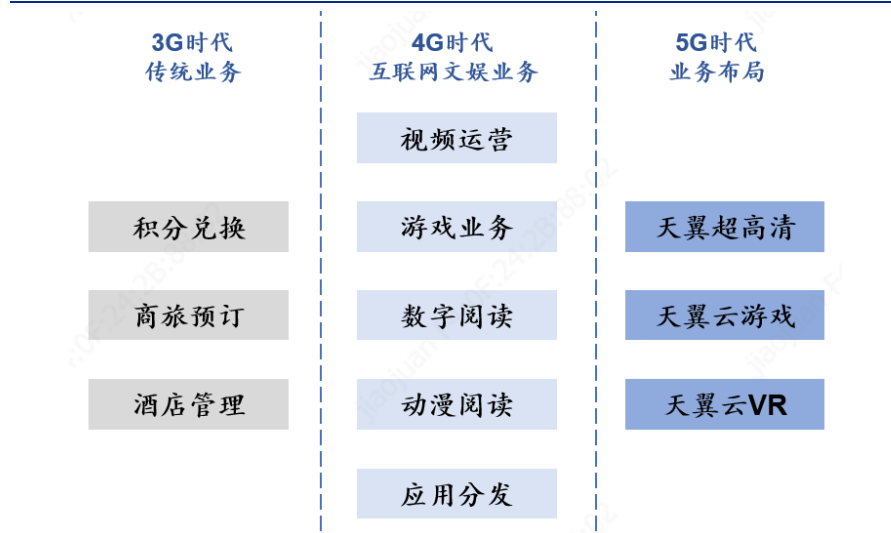 3G时代
传统业务
4G时代
互联网文娱业务
5G时代
业务布局
视频运营
积分兑换
游戏业务
天翼超高清
商旅预订
数字阅读
天翼云游戏
酒店管理
动漫阅读
天翼云VR
应用分发